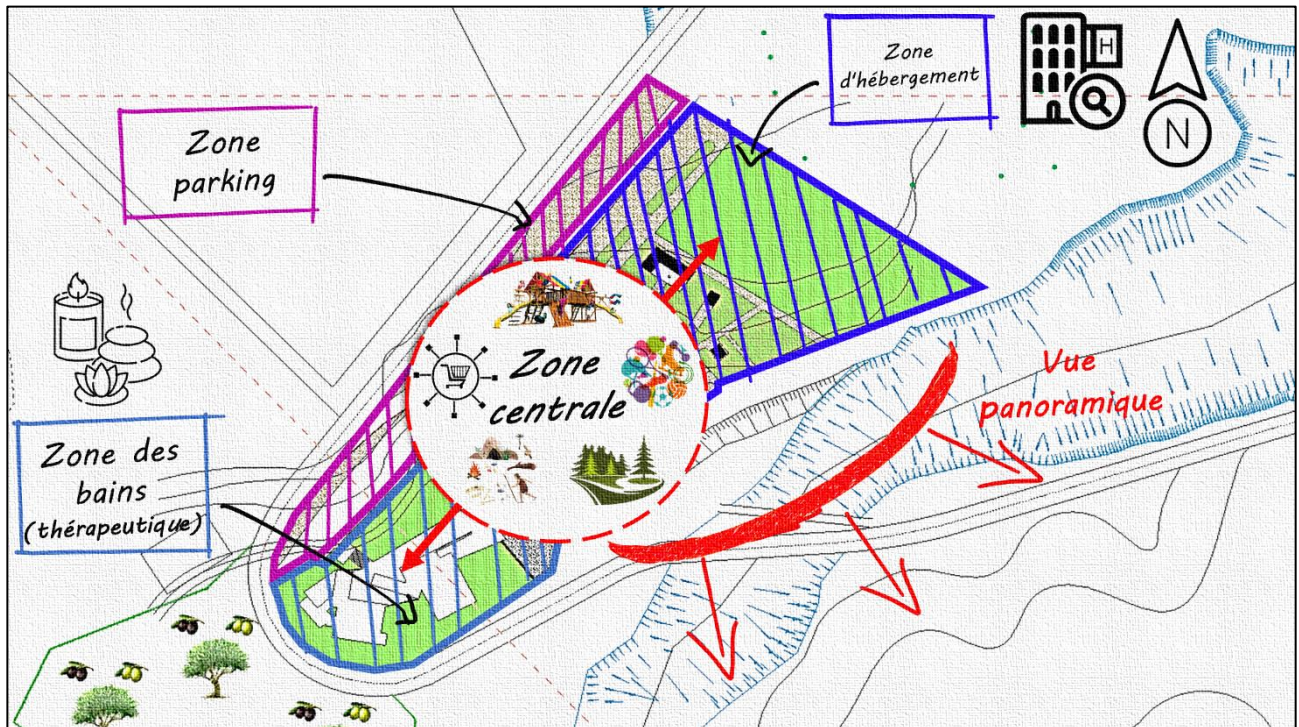 Zone
d'hébergement
H
N
Zone
parking
Zone
centrale
Vue
panoramique
Zone des
bains
(thérapeutique)